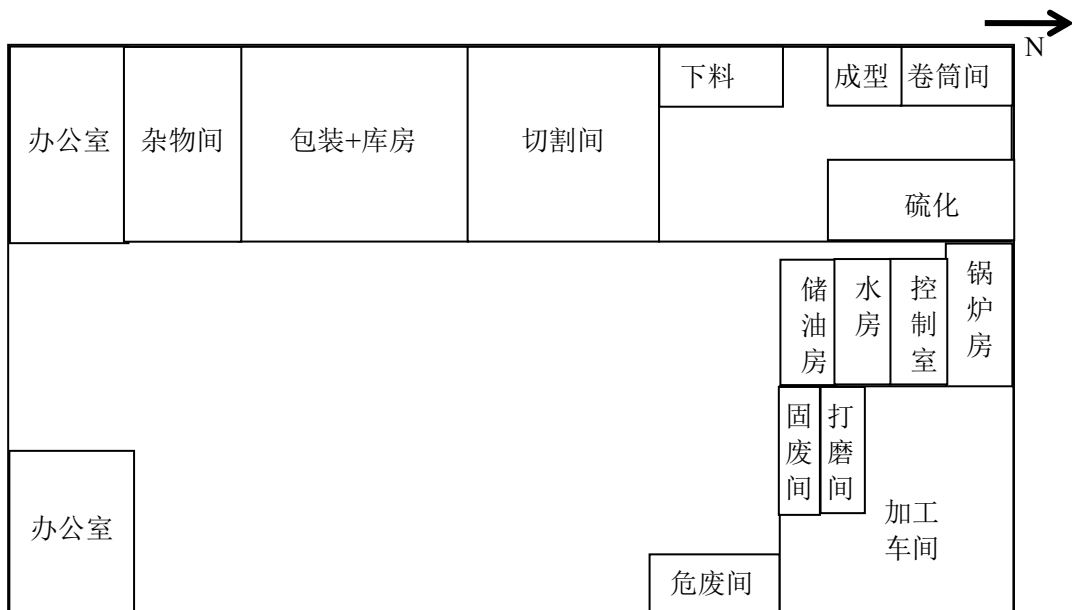 N
下料
成型
卷筒间
办公室
杂物间
包装+库房
切割间
硫化
储油房
水房
控制室
锅炉房
固废间
打磨间
加工
车间
办公室
危废间